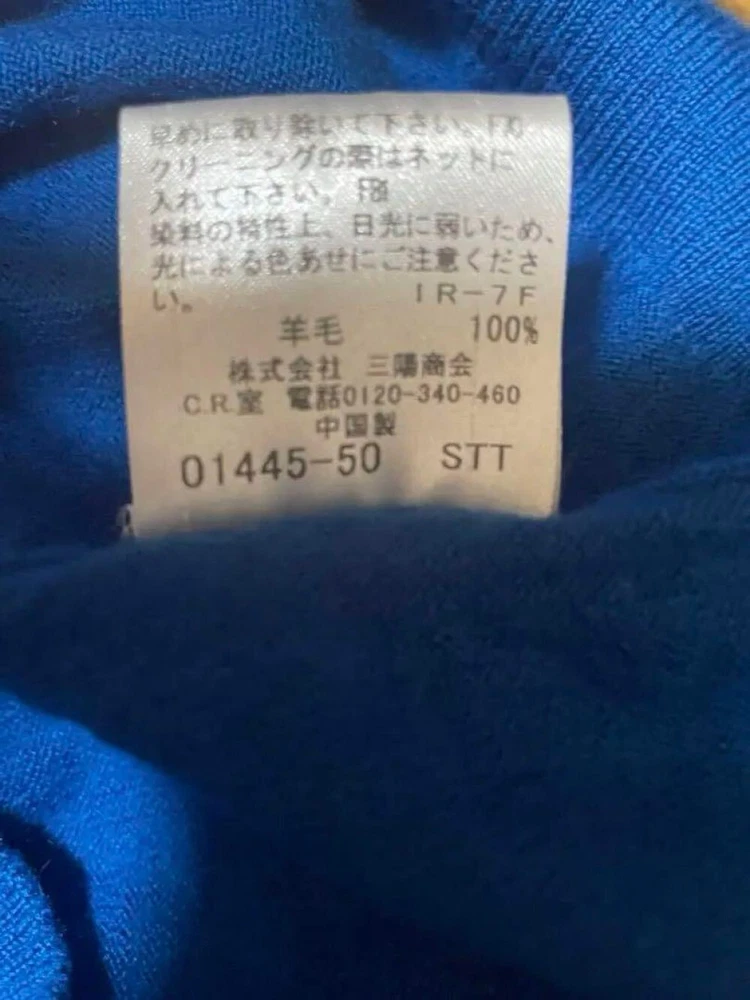 早めに取り除いて下さい。FX
クリーニングの際はネットに
入れて下さい。
染料の特性上、日光に弱いため、
光による色あせにご注意くださ
い。 IR-7F
羊毛 100%
株式会社 三陽商会
C.R.室 電話0120-340-460
中国製
01445-50 STT